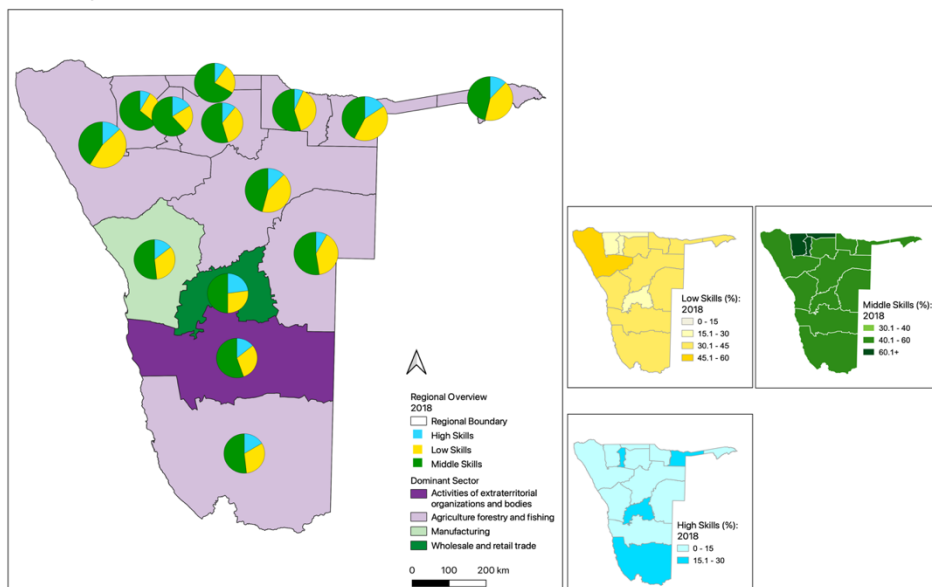 Regional Overview
2018
Regional Boundary
High Skills
Low Skills
Middle Skills
Dominant Sector
Activities of extraterritorial
organizations and bodies
Agriculture forestry and fishing
Manufacturing
Wholesale and retail trade
0 100 200 km
Low Skills (%):
2018
0 - 15
15.1 - 30
30.1 - 45
45.1 - 60
Middle Skills (%):
2018
30.1 - 40
40.1 - 60
60.1+
High Skills (%):
2018
0 - 15
15.1 - 30